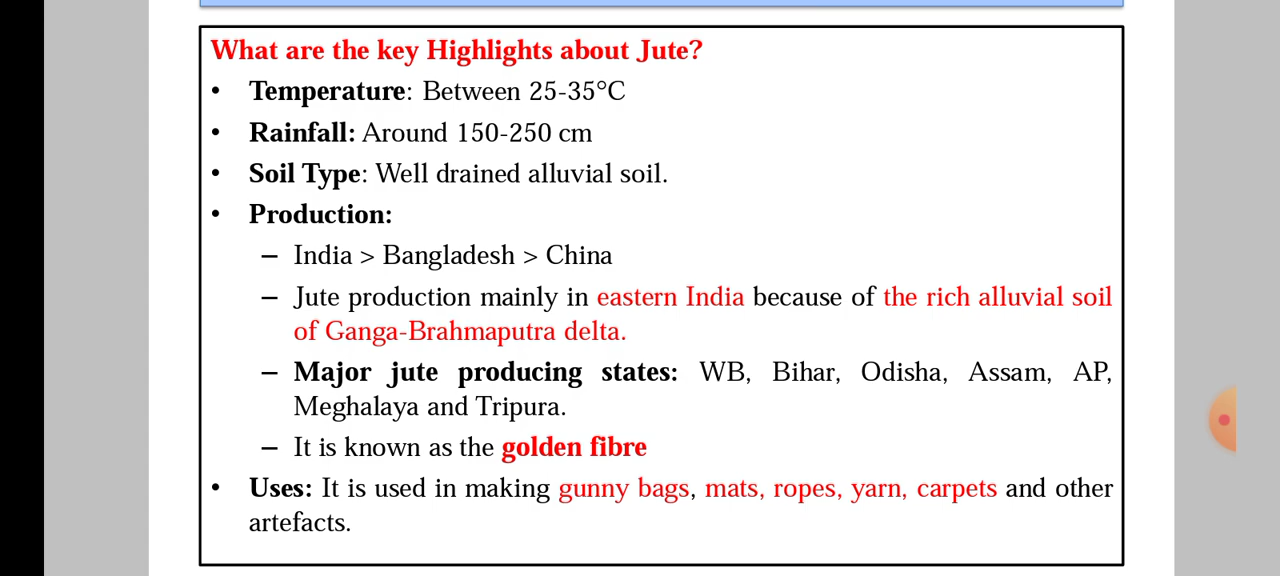 What are the key Highlights about Jute?
• Temperature: Between 25-35°C
• Rainfall: Around 150-250 cm
• Soil Type: Well drained alluvial soil.
• Production:
– India > Bangladesh > China
– Jute production mainly in eastern India because of the rich alluvial soil
of Ganga-Brahmaputra delta.
– Major jute producing states: WB, Bihar, Odisha, Assam, AP,
Meghalaya and Tripura.
– It is known as the golden fibre
• Uses: It is used in making gunny bags, mats, ropes, yarn, carpets and other
artefacts.